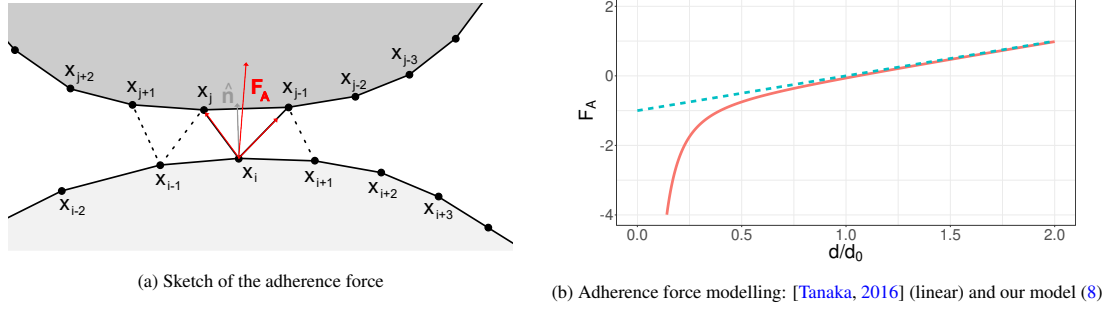 x_{j+2}
x_{j+1}
x_j
n̂
F_A
x_{j-1}
x_{j-2}
x_{j-3}
x_{i-2}
x_{i-1}
x_i
x_{i+1}
x_{i+2}
x_{i+3}
(a) Sketch of the adherence force
F_A
2
0
-2
-4
0.0 0.5 1.0 1.5 2.0
d/d_0
(b) Adherence force modelling: [Tanaka, 2016] (linear) and our model (8)